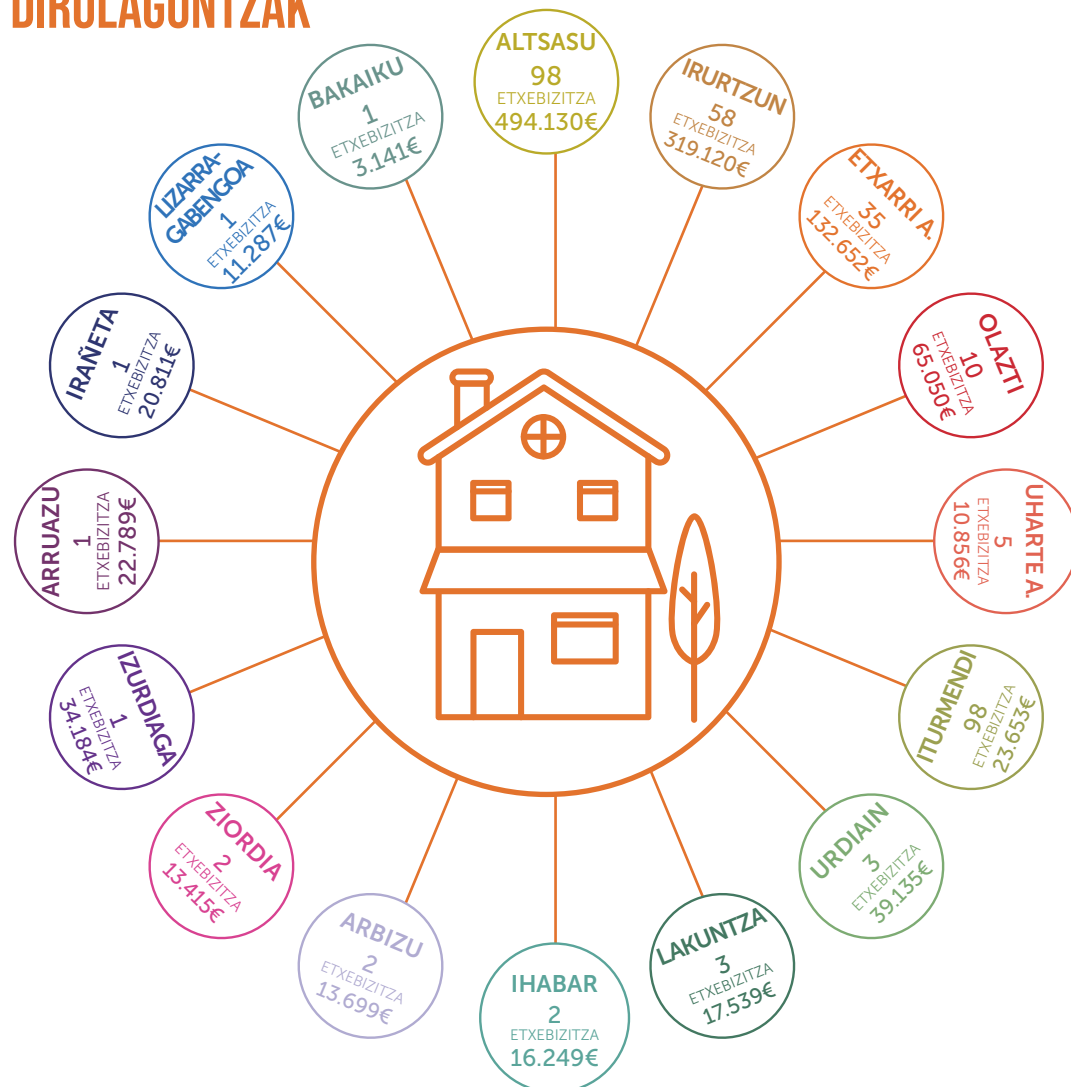 DIRULAGUNTZAK
ALTSASU
98
ETXEBIZITZA
494.130€
IRURTZUN
58
ETXEBIZITZA
319.120€
ETXARRI A.
35
ETXEBIZITZA
132.652€
OLAZTI
10
ETXEBIZITZA
65.050€
UHARTE A.
5
ETXEBIZITZA
10.856€
ITURMENDI
98
ETXEBIZITZA
23.653€
URDIAIN
3
ETXEBIZITZA
39.135€
LAKUNTZA
3
ETXEBIZITZA
17.539€
IHABAR
2
ETXEBIZITZA
16.249€
ARBIZU
2
ETXEBIZITZA
13.699€
ZIORDIA
2
ETXEBIZITZA
13.415€
IZURDIAGA
1
ETXEBIZITZA
34.184€
ARRUAZU
1
ETXEBIZITZA
22.789€
IRAÑETA
1
ETXEBIZITZA
20.811€
LIZARRA-
GABENGOA
1
ETXEBIZITZA
11.287€
BAKAIKU
1
ETXEBIZITZA
3.141€